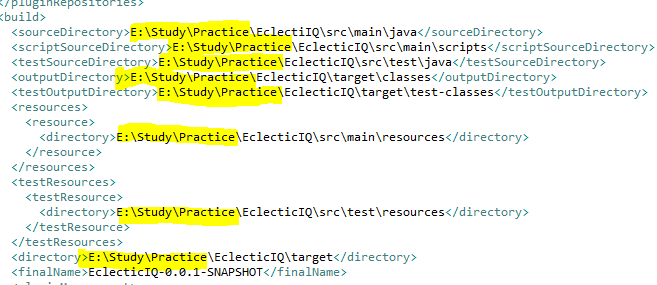 </pluginRepositories>
<build>
<sourceDirectory>E:\Study\Practice\EclectiIQ\src\main\java</sourceDirectory>
<scriptSourceDirectory>E:\Study\Practice\EclecticIQ\src\main\scripts</scriptSourceDirectory>
<testSourceDirectory>E:\Study\Practice\EclecticIQ\src\test\java</testSourceDirectory>
<outputDirectory>E:\Study\Practice\EclecticIQ\target\classes</outputDirectory>
<testOutputDirectory>E:\Study\Practice\EclecticIQ\target\test-classes</testOutputDirectory>
<resources>
<resource>
<directory>E:\Study\Practice\EclecticIQ\src\main\resources</directory>
</resource>
</resources>
<testResources>
<testResource>
<directory>E:\Study\Practice\EclecticIQ\src\test\resources</directory>
</testResource>
</testResources>
<directory>E:\Study\Practice\EclecticIQ\target</directory>
<finalName>EclecticIQ-0.0.1-SNAPSHOT</finalName>